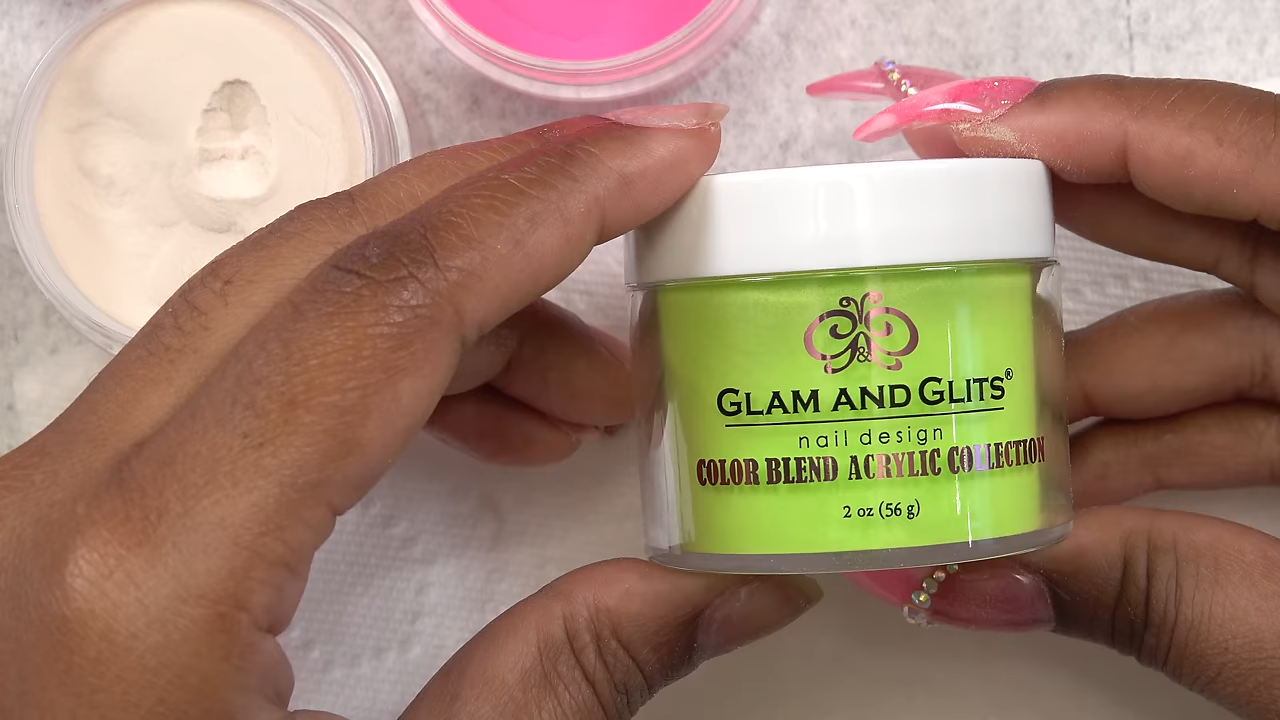 G&G
GLAM AND GLITS®
nail design
COLOR BLEND ACRYLIC COLLECTION
2 oz (56 g)